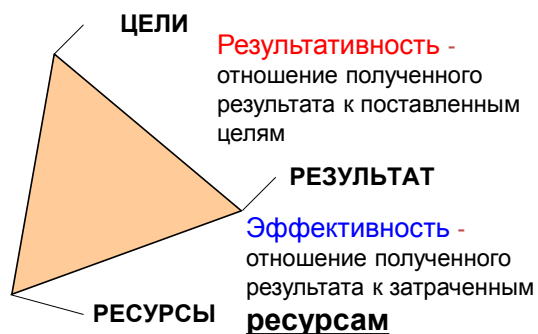 ЦЕЛИ
Результативность -
отношение полученного
результата к поставленным
целям
РЕЗУЛЬТАТ
Эффективность -
отношение полученного
результата к затраченным
ресурсам
РЕСУРСЫ